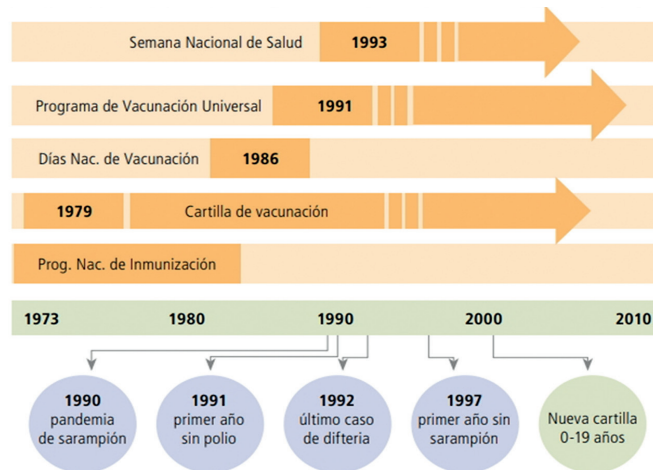 Semana Nacional de Salud 1993
Programa de Vacunación Universal 1991
Días Nac. de Vacunación 1986
1979 Cartilla de vacunación
Prog. Nac. de Inmunización
1973 1980 1990 2000 2010
1990
pandemia
de sarampión
1991
primer año
sin polio
1992
último caso
de difteria
1997
primer año sin
sarampión
Nueva cartilla
0-19 años